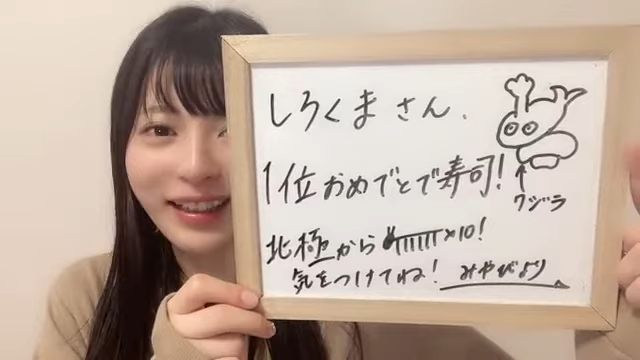 しろくまさん、
1位おめでとで寿司!
クジラ
北極から ×10!
気をつけてね! みやびより